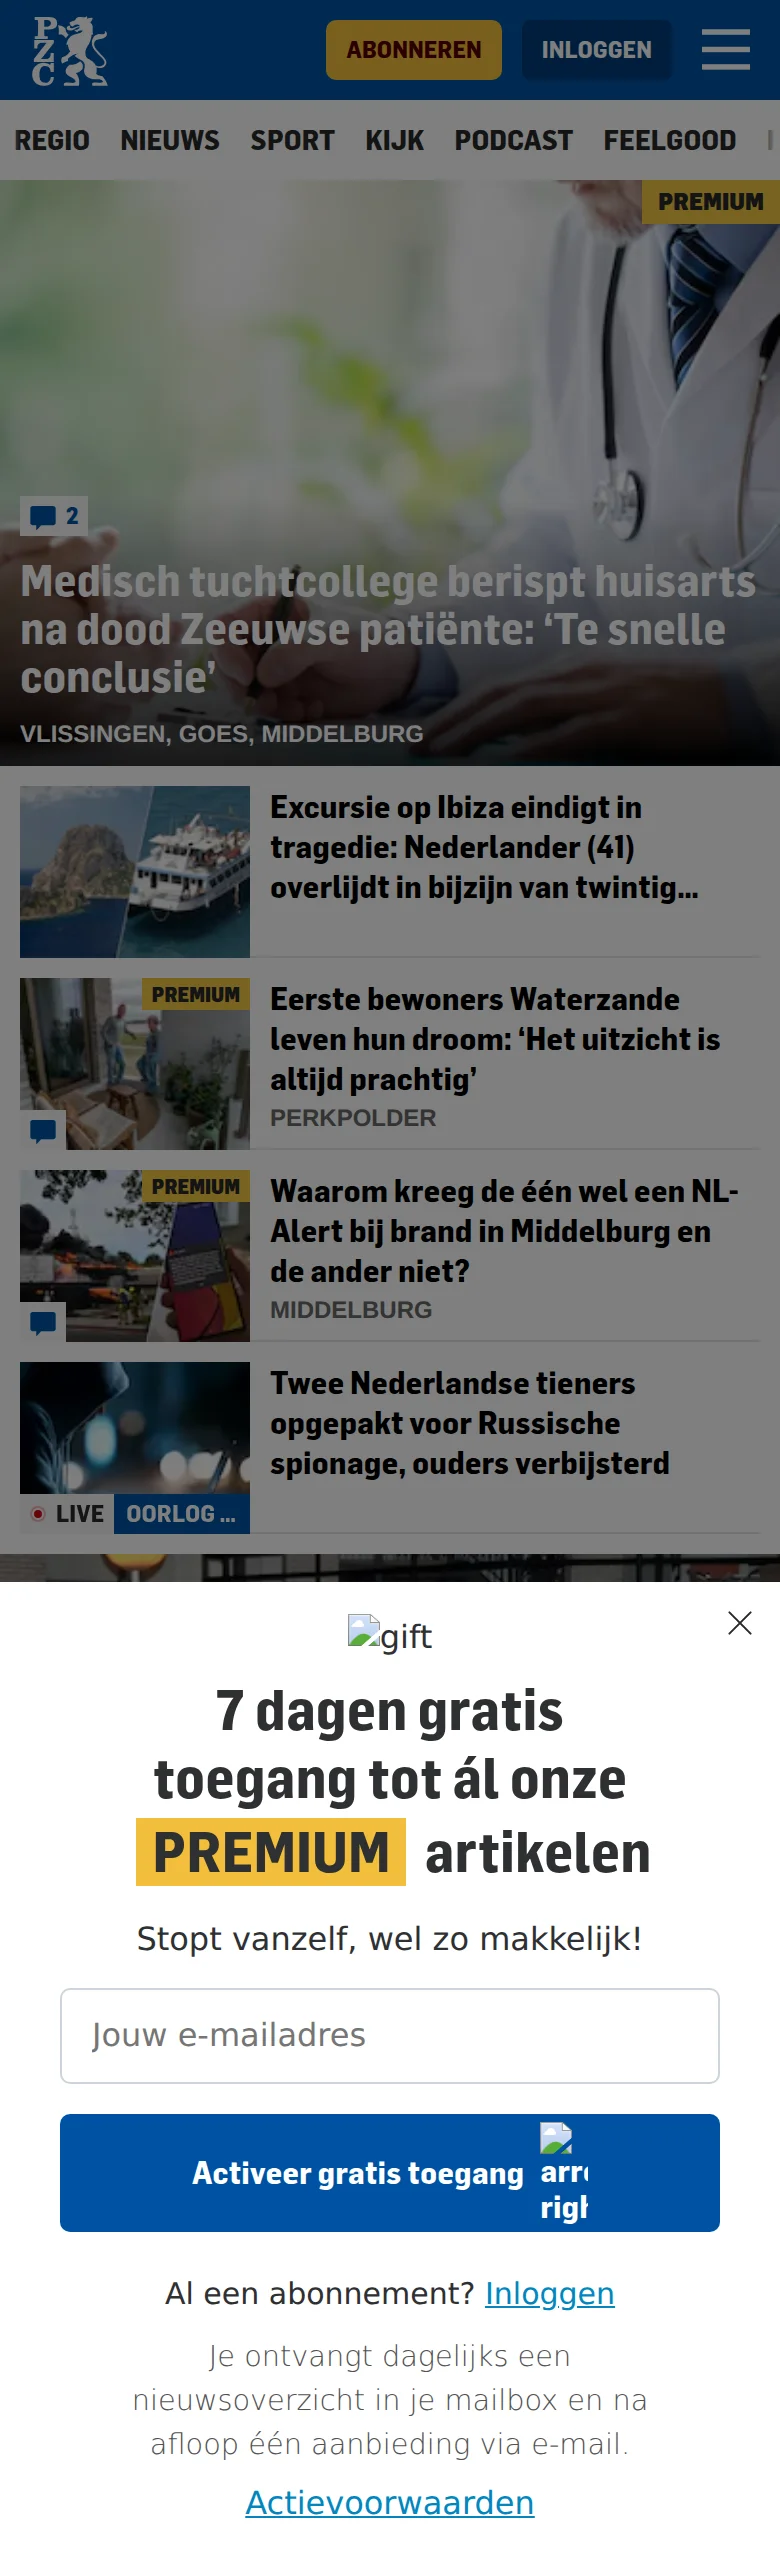 PZC
ABONNEREN
INLOGGEN
REGIO NIEUWS SPORT KIJK PODCAST FEELGOOD
PREMIUM
2
Medisch tuchtcollege berispt huisarts
na dood Zeeuwse patiënte: ‘Te snelle
conclusie’
VLISSINGEN, GOES, MIDDELBURG
Excursie op Ibiza eindigt in
tragedie: Nederlander (41)
overlijdt in bijzijn van twintig...
PREMIUM
Eerste bewoners Waterzande
leven hun droom: ‘Het uitzicht is
altijd prachtig’
PERKPOLDER
PREMIUM
Waarom kreeg de één wel een NL-
Alert bij brand in Middelburg en
de ander niet?
MIDDELBURG
Twee Nederlandse tieners
opgepakt voor Russische
spionage, ouders verbijsterd
LIVE OORLOG ...
gift
7 dagen gratis
toegang tot ál onze
PREMIUM artikelen
Stopt vanzelf, wel zo makkelijk!
Jouw e-mailadres
Activeer gratis toegang
Al een abonnement? Inloggen
Je ontvangt dagelijks een
nieuwsoverzicht in je mailbox en na
afloop één aanbieding via e-mail.
Actievoorwaarden